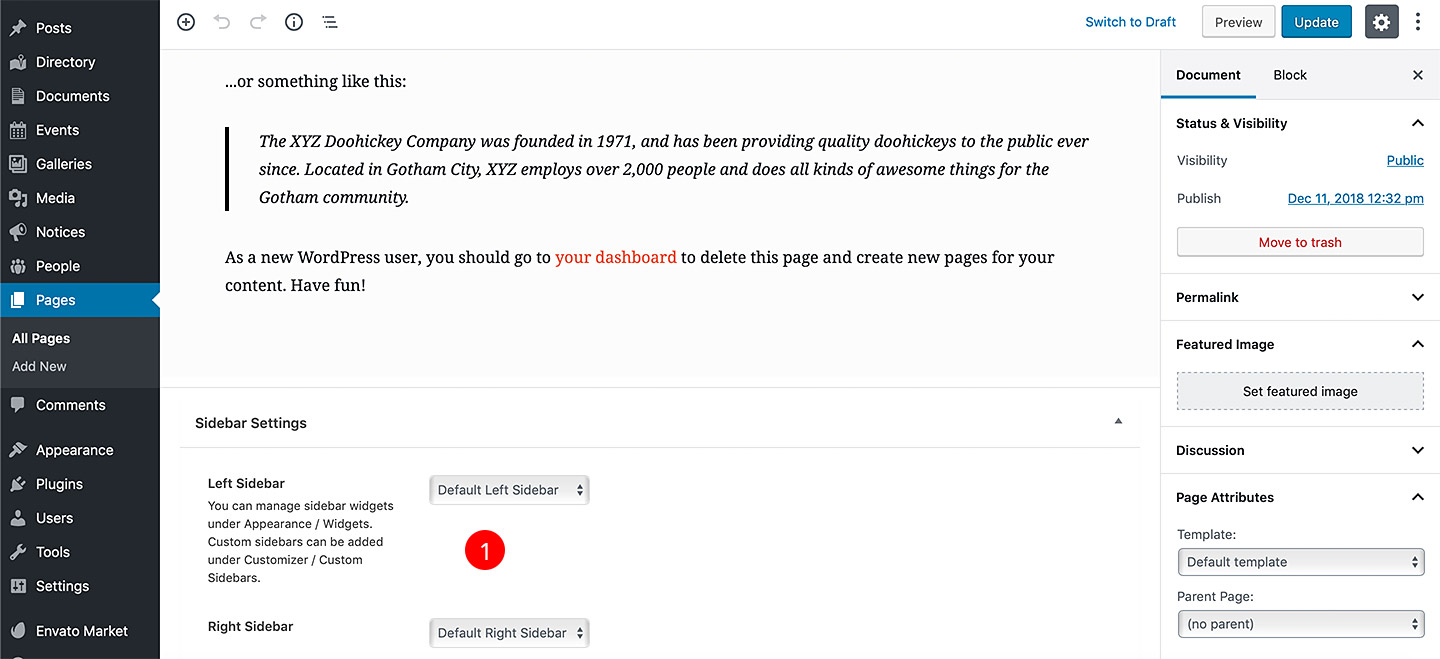 Posts
Directory
Documents
Events
Galleries
Media
Notices
People
Pages
All Pages
Add New
Comments
Appearance
Plugins
Users
Tools
Settings
Envato Market
Switch to Draft
Preview
Update
...or something like this:
The XYZ Doohickey Company was founded in 1971, and has been providing quality doohickeys to the public ever
since. Located in Gotham City, XYZ employs over 2,000 people and does all kinds of awesome things for the
Gotham community.
As a new WordPress user, you should go to your dashboard to delete this page and create new pages for your
content. Have fun!
Sidebar Settings
Left Sidebar
You can manage sidebar widgets
under Appearance / Widgets.
Custom sidebars can be added
under Customizer / Custom
Sidebars.
Default Left Sidebar
1
Right Sidebar
Default Right Sidebar
Document
Block
Status & Visibility
Visibility
Public
Publish
Dec 11, 2018 12:32 pm
Move to trash
Permalink
Featured Image
Set featured image
Discussion
Page Attributes
Template:
Default template
Parent Page:
(no parent)